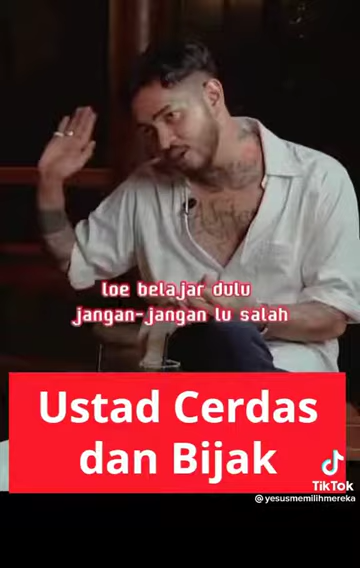 loe belajar dulu
jangan-jangan lu salah
Ustad Cerdas
dan Bijak
TikTok
@yesusmemilihmereka